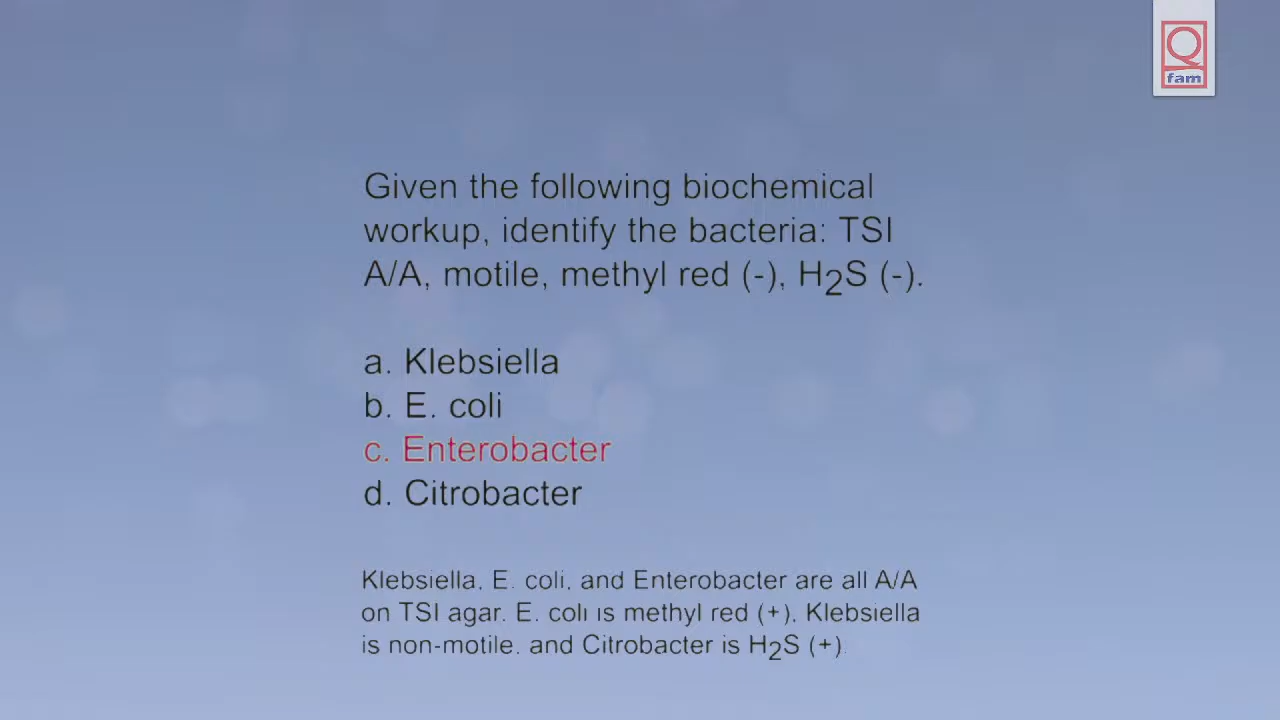 Q
fam
Given the following biochemical
workup, identify the bacteria: TSI
A/A, motile, methyl red (-), H2S (-).
a. Klebsiella
b. E. coli
c. Enterobacter
d. Citrobacter
Klebsiella, E. coli, and Enterobacter are all A/A
on TSI agar. E. coli is methyl red (+), Klebsiella
is non-motile, and Citrobacter is H2S (+).